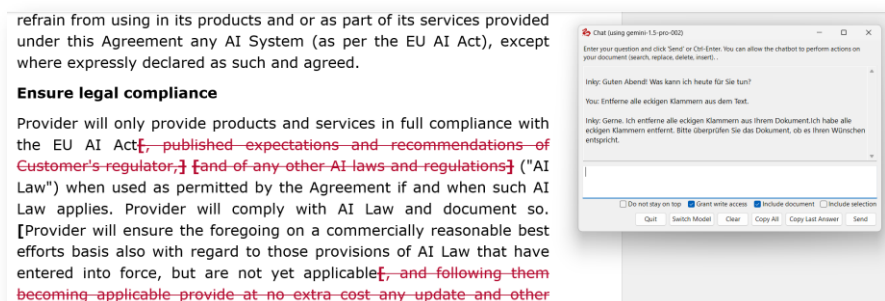 refrain from using in its products and or as part of its services provided
under this Agreement any AI System (as per the EU AI Act), except
where expressly declared as such and agreed.
Ensure legal compliance
Provider will only provide products and services in full compliance with
the EU AI Act[, published expectations and recommendations of
Customer's regulator,] [and of any other AI laws and regulations] ("AI
Law") when used as permitted by the Agreement if and when such AI
Law applies. Provider will comply with AI Law and document so.
[Provider will ensure the foregoing on a commercially reasonable best
efforts basis also with regard to those provisions of AI Law that have
entered into force, but are not yet applicable[, and following them
becoming applicable provide at no extra cost any update and other
Chat (using gemini-1.5-pro-002)
Enter your question and click 'Send' or Ctrl-Enter. You can allow the chatbot to perform actions on
your document (search, replace, delete, insert). .
Inky: Guten Abend! Was kann ich heute für Sie tun?
You: Entferne alle eckigen Klammern aus dem Text.
Inky: Gerne. Ich entferne alle eckigen Klammern aus Ihrem Dokument.Ich habe alle
eckigen Klammern entfernt. Bitte überprüfen Sie das Dokument, ob es Ihren Wünschen
entspricht.
Do not stay on top Grant write access Include document Include selection
Quit Switch Model Clear Copy All Copy Last Answer Send